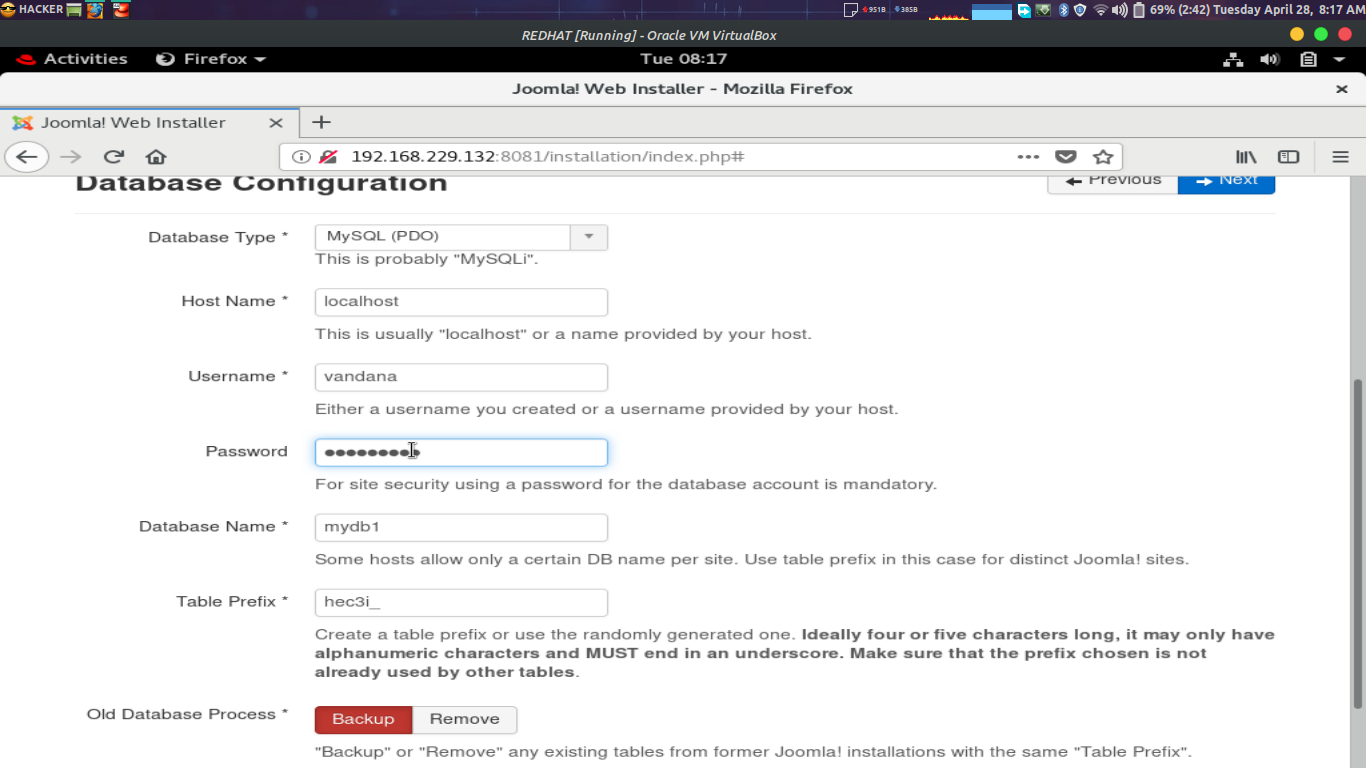 HACKER
951B
385B
69% (2:42) Tuesday April 28, 8:17 AM
REDHAT [Running] - Oracle VM VirtualBox
Activities Firefox Tue 08:17
Joomla! Web Installer - Mozilla Firefox
Joomla! Web Installer
192.168.229.132:8081/installation/index.php#
Database Configuration
Previous Next
Database Type * MySQL (PDO)
This is probably "MySQLi".
Host Name * localhost
This is usually "localhost" or a name provided by your host.
Username * vandana
Either a username you created or a username provided by your host.
Password
For site security using a password for the database account is mandatory.
Database Name * mydb1
Some hosts allow only a certain DB name per site. Use table prefix in this case for distinct Joomla! sites.
Table Prefix * hec3i_
Create a table prefix or use the randomly generated one. Ideally four or five characters long, it may only have
alphanumeric characters and MUST end in an underscore. Make sure that the prefix chosen is not
already used by other tables.
Old Database Process * Backup Remove
"Backup" or "Remove" any existing tables from former Joomla! installations with the same "Table Prefix".